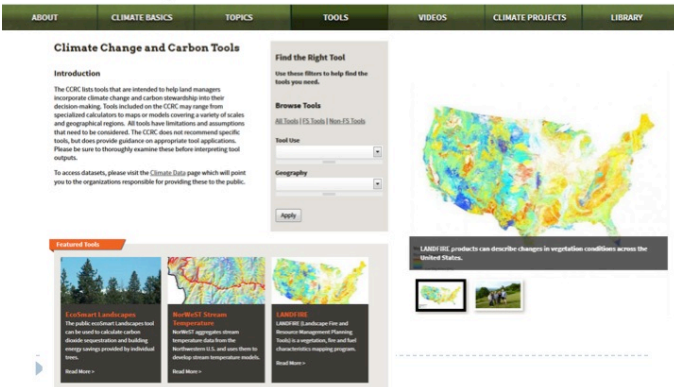 ABOUT
CLIMATE BASICS
TOPICS
TOOLS
VIDEOS
CLIMATE PROJECTS
LIBRARY
Climate Change and Carbon Tools
Introduction
The CCRC lists tools that are intended to help land managers
incorporate climate change and carbon stewardship into their
decision-making. Tools included on the CCRC may range from
specialized calculators to maps or models covering a variety of scales
and geographical regions. All tools have limitations and assumptions
that need to be considered. The CCRC does not recommend specific
tools, but does provide guidance on appropriate tool applications.
Please be sure to thoroughly examine these before interpreting tool
outputs.
To access datasets, please visit the Climate Data page which will point
you to the organizations responsible for providing these to the public.
Find the Right Tool
Use these filters to help find the
tools you need.
Browse Tools
All Tools | FS Tools | Non-FS Tools
Tool Use
Geography
Apply
LANDFIRE products can describe changes in vegetation conditions across the
United States.
Featured Tools
EcoSmart Landscapes
The public ecoSmart Landscapes tool
can be used to calculate carbon
dioxide sequestration and building
energy savings provided by individual
trees.
Read More >
NorWeST Stream
Temperature
NorWeST aggregates stream
temperature data from the
Northwestern U.S. and uses them to
develop stream temperature models.
Read More >
LANDFIRE
LANDFIRE (Landscape Fire and
Resource Management Planning
Tools) is a vegetation, fire, and fuel
characteristics mapping program.
Read More >